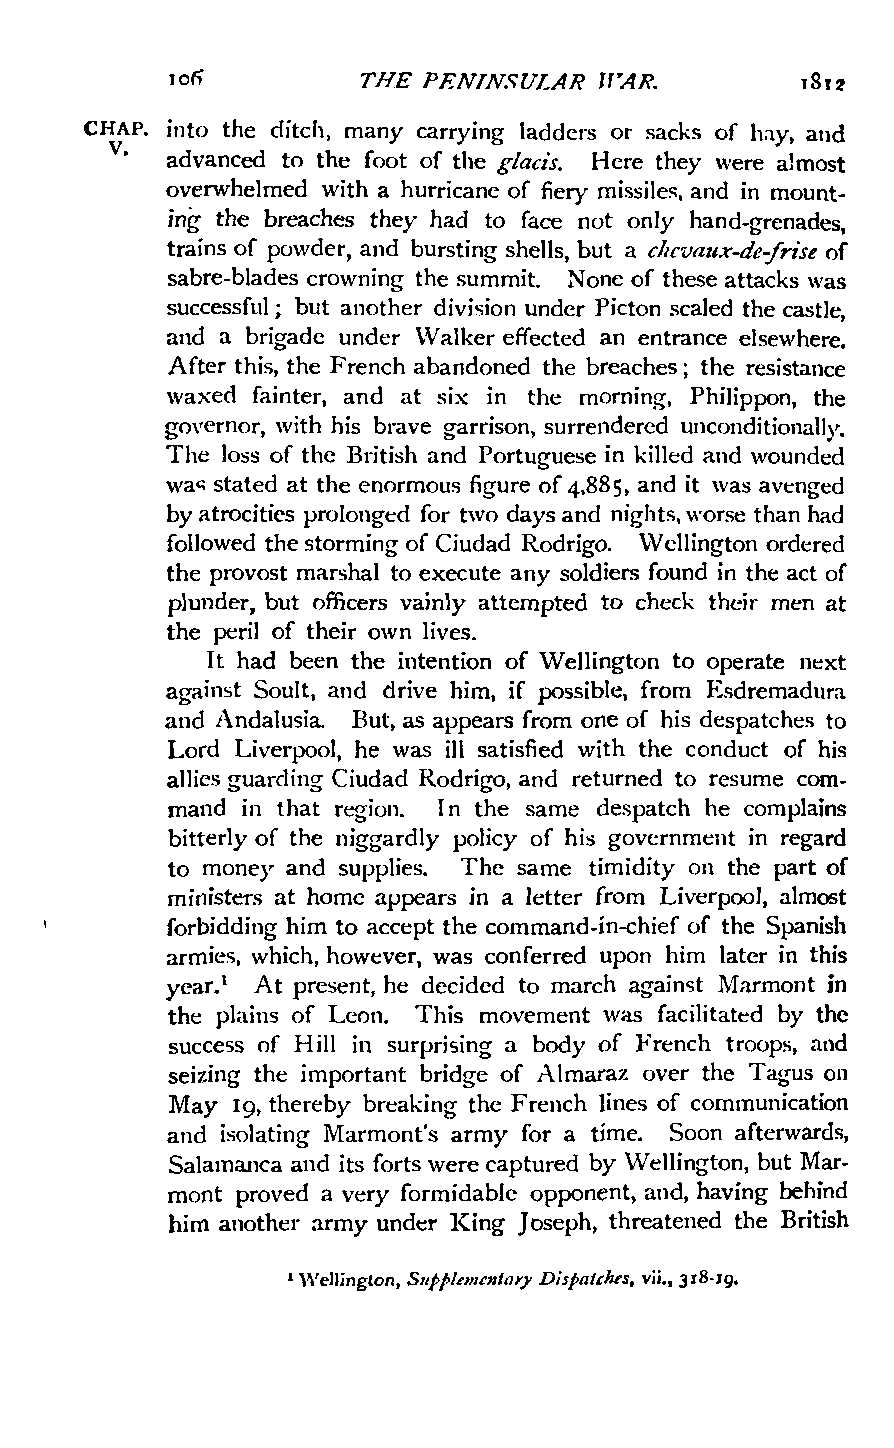 106 THE PENINSULAR WAR. 1812
CHAP. into the ditch, many carrying ladders or sacks of hay, and
V. advanced to the foot of the glacis. Here they were almost
overwhelmed with a hurricane of fiery missiles, and in mount-
ing the breaches they had to face not only hand-grenades,
trains of powder, and bursting shells, but a chevaux-de-frise of
sabre-blades crowning the summit. None of these attacks was
successful; but another division under Picton scaled the castle,
and a brigade under Walker effected an entrance elsewhere.
After this, the French abandoned the breaches; the resistance
waxed fainter, and at six in the morning, Philippon, the
governor, with his brave garrison, surrendered unconditionally.
The loss of the British and Portuguese in killed and wounded
was stated at the enormous figure of 4,885, and it was avenged
by atrocities prolonged for two days and nights, worse than had
followed the storming of Ciudad Rodrigo. Wellington ordered
the provost marshal to execute any soldiers found in the act of
plunder, but officers vainly attempted to check their men at
the peril of their own lives.
It had been the intention of Wellington to operate next
against Soult, and drive him, if possible, from Esdremadura
and Andalusia. But, as appears from one of his despatches to
Lord Liverpool, he was ill satisfied with the conduct of his
allies guarding Ciudad Rodrigo, and returned to resume com-
mand in that region. In the same despatch he complains
bitterly of the niggardly policy of his government in regard
to money and supplies. The same timidity on the part of
ministers at home appears in a letter from Liverpool, almost
forbidding him to accept the command-in-chief of the Spanish
armies, which, however, was conferred upon him later in this
year.¹ At present, he decided to march against Marmont in
the plains of Leon. This movement was facilitated by the
success of Hill in surprising a body of French troops, and
seizing the important bridge of Almaraz over the Tagus on
May 19, thereby breaking the French lines of communication
and isolating Marmont's army for a time. Soon afterwards,
Salamanca and its forts were captured by Wellington, but Mar-
mont proved a very formidable opponent, and, having behind
him another army under King Joseph, threatened the British
¹ Wellington, Supplementary Dispatches, vii., 318-19.